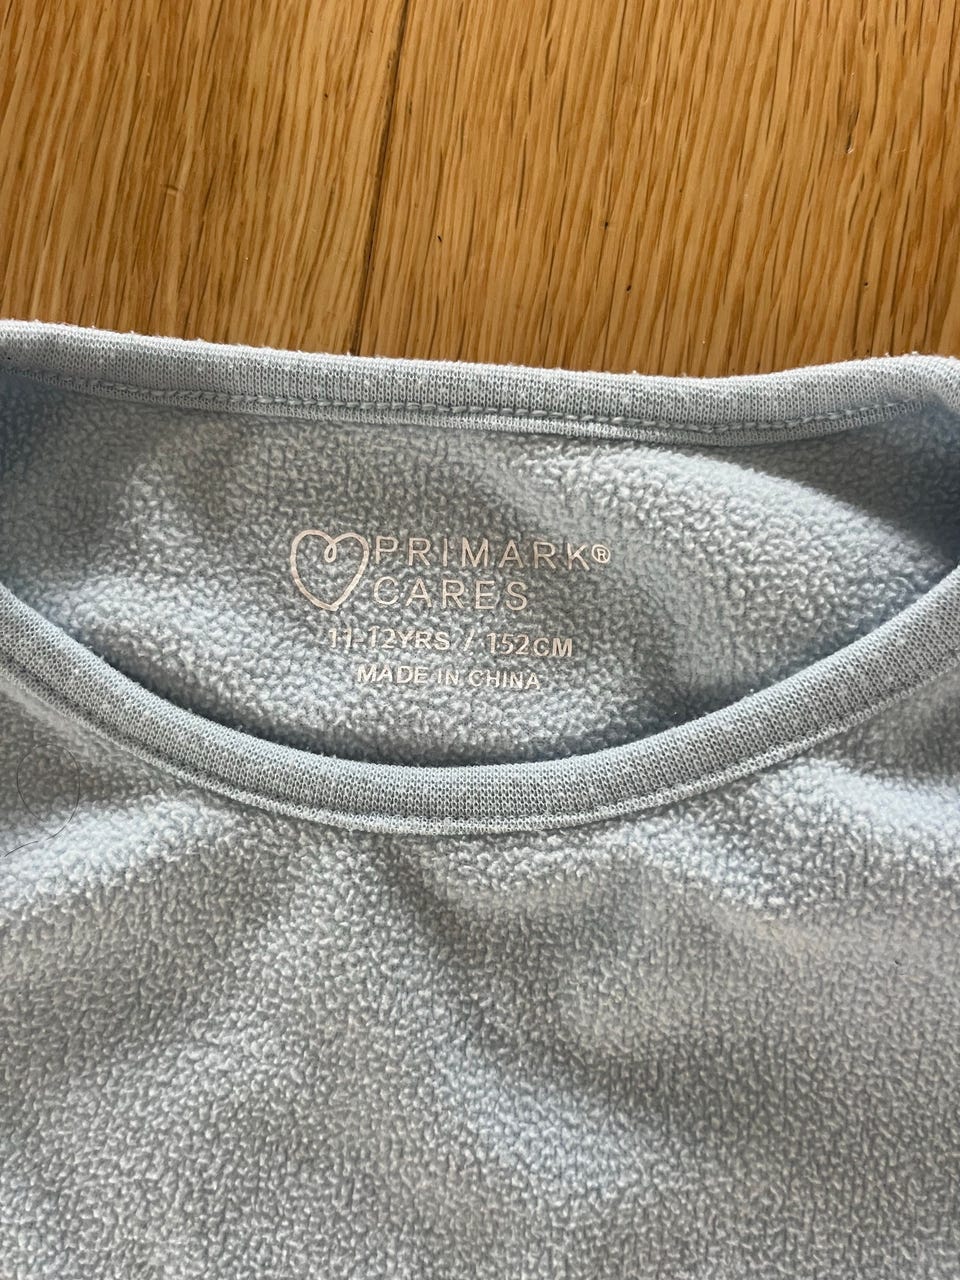 PRIMARK®
CARES
11-12YRS / 152CM
MADE IN CHINA